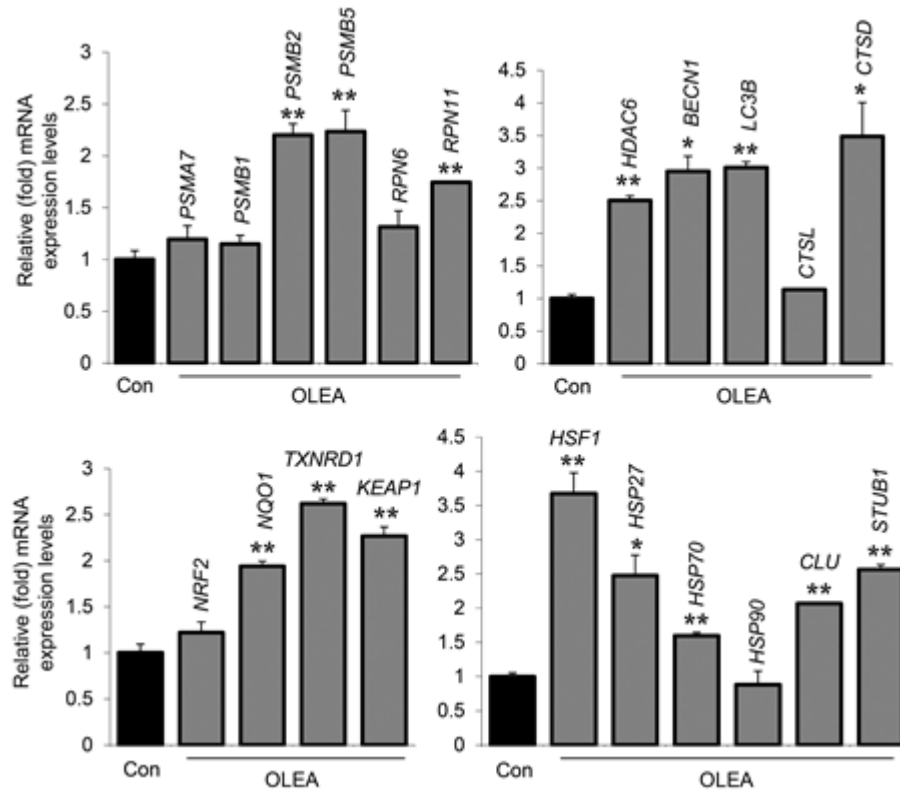 Relative (fold) mRNA
expression levels
3
2.5
2
1.5
1
0.5
0
PSMA7
PSMB1
PSMB2
**
PSMB5
**
RPN6
RPN11
**
Con
OLEA
4.5
4
3.5
3
2.5
2
1.5
1
0.5
0
HDAC6
**
BECN1
*
LC3B
**
CTSL
CTSD
*
Con
OLEA
Relative (fold) mRNA
expression levels
3
2.5
2
1.5
1
0.5
0
NRF2
NQO1
**
TXNRD1
**
KEAP1
**
Con
OLEA
4.5
4
3.5
3
2.5
2
1.5
1
0.5
0
HSF1
**
HSP27
*
HSP70
**
HSP90
CLU
**
STUB1
**
Con
OLEA